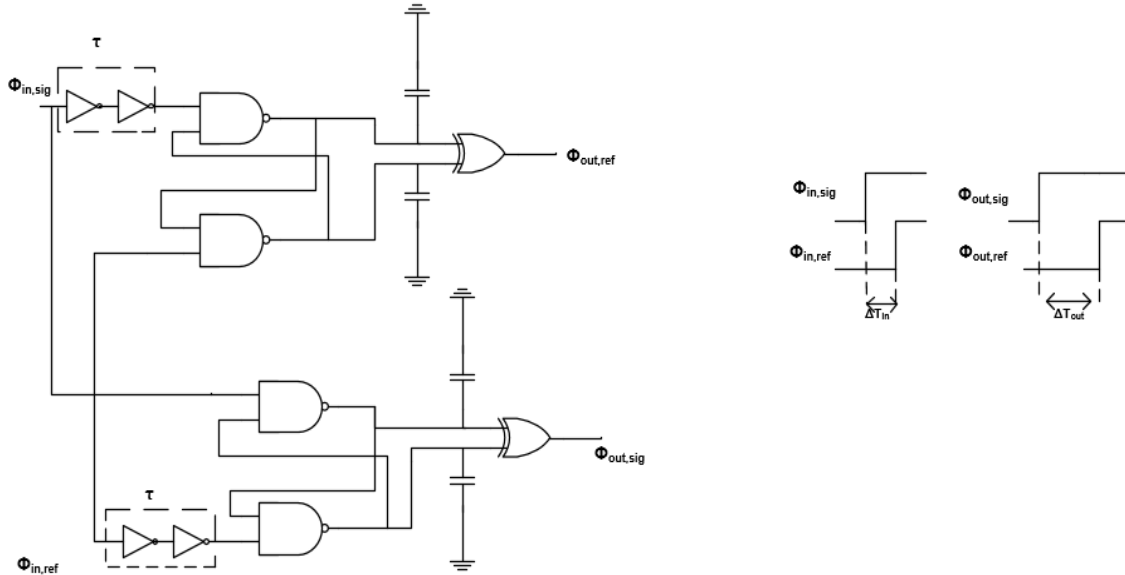 τ
Φin,sig
Φout,ref
Φin,sig
Φout,sig
Φin,ref
Φout,ref
ΔTin
ΔTout
Φout,sig
τ
Φin,ref